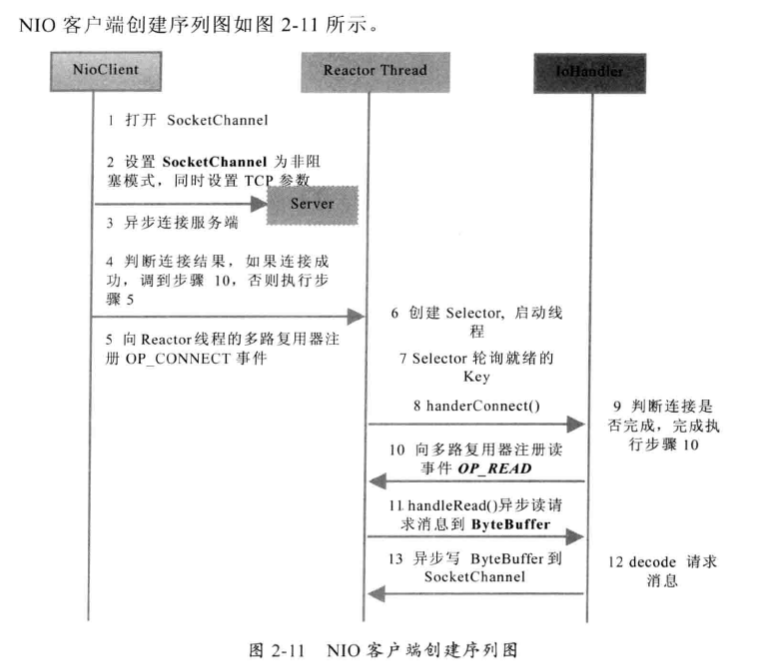 NIO 客户端创建序列图如图 2-11 所示。
NioClient
Reactor Thread
IoHandler
1 打开 SocketChannel
2 设置 SocketChannel 为非阻
塞模式，同时设置 TCP 参数
Server
3 异步连接服务端
4 判断连接结果，如果连接成
功，调到步骤 10，否则执行步
骤 5
5 向 Reactor 线程的多路复用器注
册 OP_CONNECT 事件
6 创建 Selector, 启动线
程
7 Selector 轮询就绪的
Key
8 handerConnect()
9 判断连接是
否完成，完成执
行步骤 10
10 向多路复用器注册读
事件 OP_READ
11 handleRead()异步读请
求消息到 ByteBuffer
13 异步写 ByteBuffer 到
SocketChannel
12 decode 请求
消息
图 2-11 NIO 客户端创建序列图